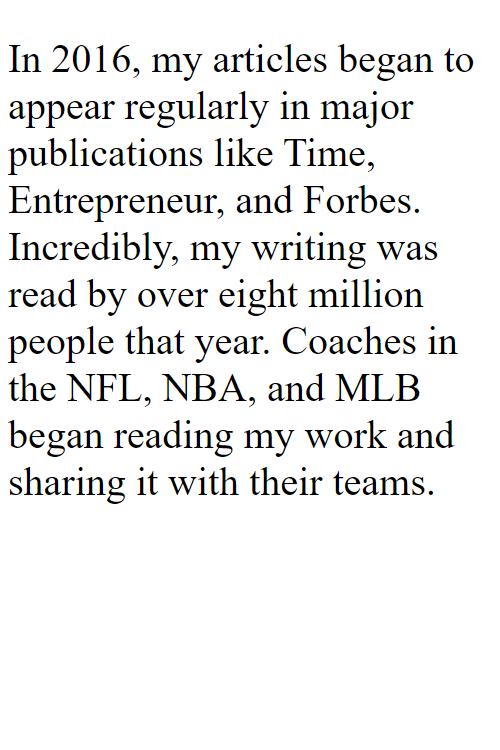 In 2016, my articles began to
appear regularly in major
publications like Time,
Entrepreneur, and Forbes.
Incredibly, my writing was
read by over eight million
people that year. Coaches in
the NFL, NBA, and MLB
began reading my work and
sharing it with their teams.